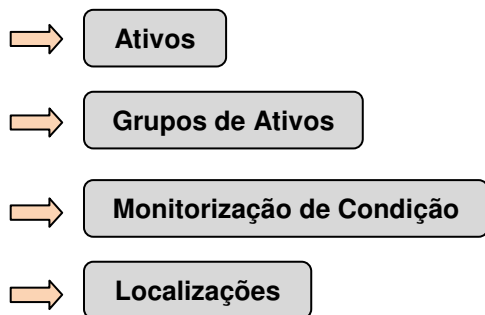 Ativos
Grupos de Ativos
Monitorização de Condição
Localizações